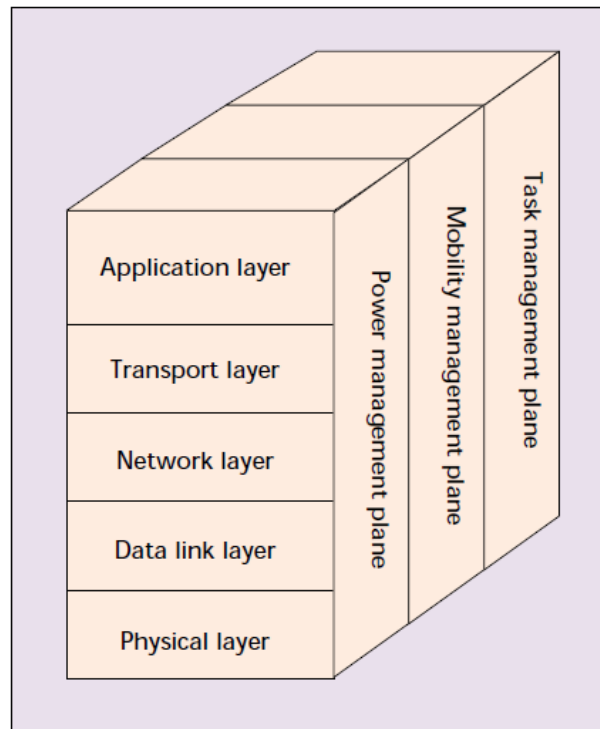 Application layer
Transport layer
Network layer
Data link layer
Physical layer
Power management plane
Mobility management plane
Task management plane